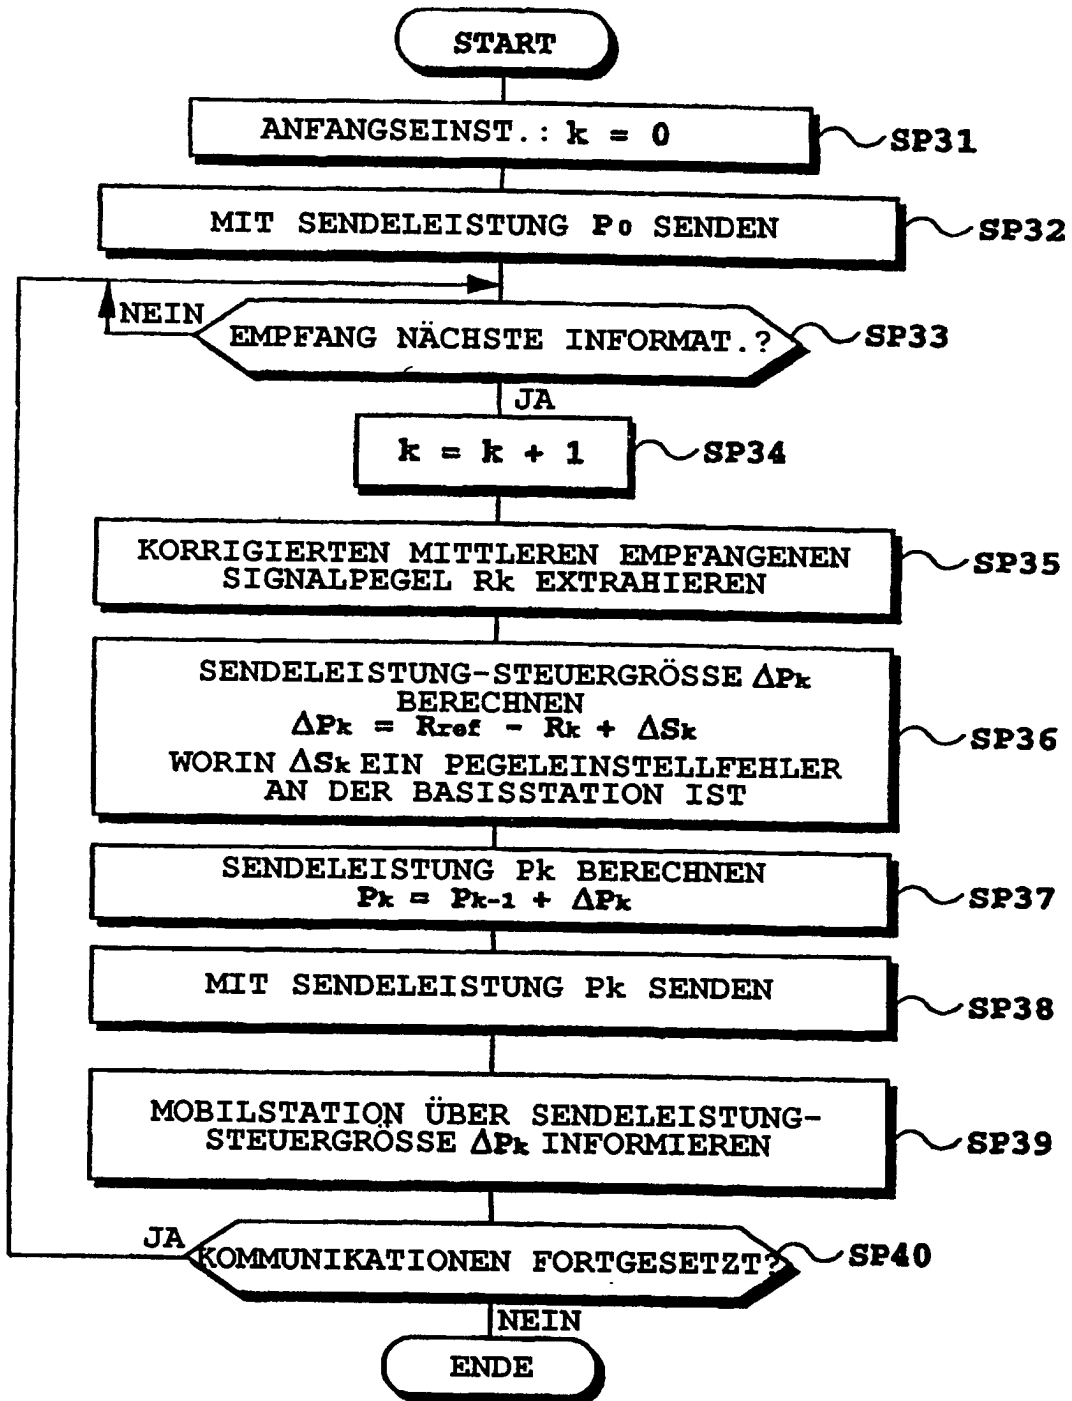 START
ANFANGSEINST.: k = 0
SP31
MIT SENDELEISTUNG P0 SENDEN
SP32
NEIN
EMPFANG NÄCHSTE INFORMAT.?
SP33
JA
k = k + 1
SP34
KORRIGIERTEN MITTLEREN EMPFANGENEN
SIGNALPEGEL Rk EXTRAHIEREN
SP35
SENDELEISTUNG-STEUERGRÖSSE ΔPk
BERECHNEN
ΔPk = Rref - Rk + ΔSk
WORIN ΔSk EIN PEGELEINSTELLFEHLER
AN DER BASISSTATION IST
SP36
SENDELEISTUNG Pk BERECHNEN
Pk = Pk-1 + ΔPk
SP37
MIT SENDELEISTUNG Pk SENDEN
SP38
MOBILSTATION ÜBER SENDELEISTUNG-
STEUERGRÖSSE ΔPk INFORMIEREN
SP39
JA
KOMMUNIKATIONEN FORTGESETZT?
SP40
NEIN
ENDE